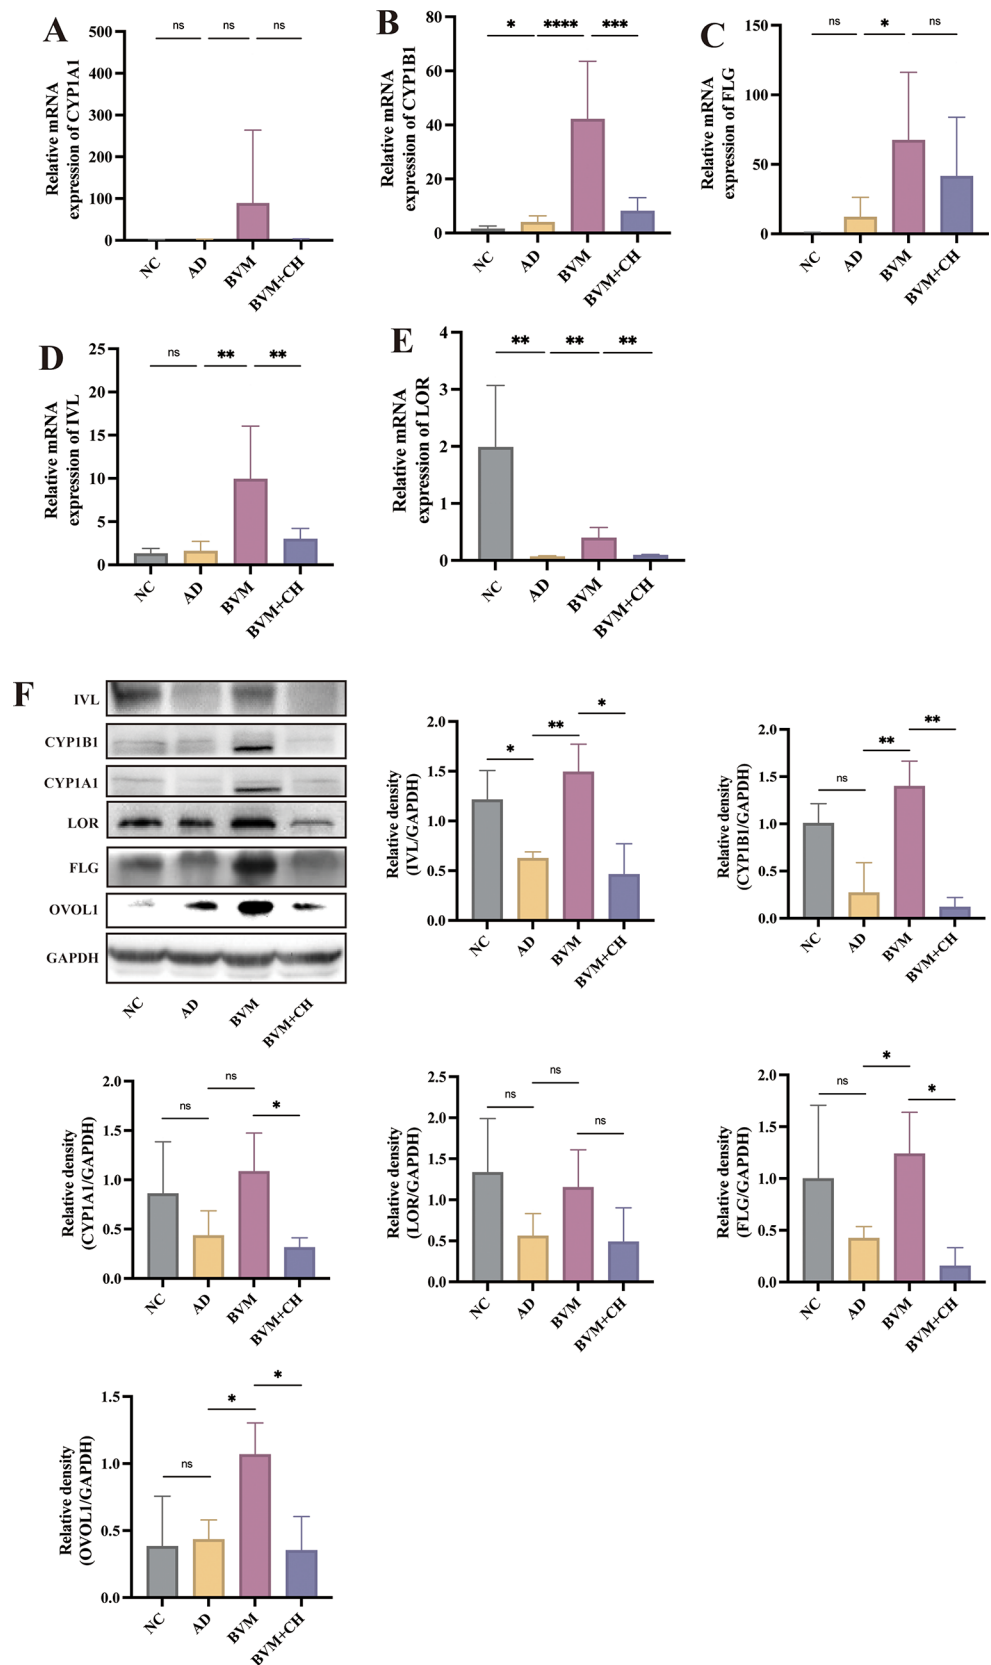 A
Relative mRNA
expression of CYP1A1
500
400
300
200
100
0
ns
ns
ns
NC
AD
BVM
BVM+CH
B
Relative mRNA
expression of CYP1B1
80
60
40
20
0
*
****
***
NC
AD
BVM
BVM+CH
C
Relative mRNA
expression of FLG
150
100
50
0
ns
*
ns
NC
AD
BVM
BVM+CH
D
Relative mRNA
expression of IVL
25
20
15
10
5
0
ns
**
**
NC
AD
BVM
BVM+CH
E
Relative mRNA
expression of LOR
4
3
2
1
0
**
**
**
NC
AD
BVM
BVM+CH
F
IVL
CYP1B1
CYP1A1
LOR
FLG
OVOL1
GAPDH
NC
AD
BVM
BVM+CH
Relative density
(IVL/GAPDH)
2.0
1.5
1.0
0.5
0.0
*
**
*
NC
AD
BVM
BVM+CH
Relative density
(CYP1B1/GAPDH)
2.0
1.5
1.0
0.5
0.0
ns
**
**
NC
AD
BVM
BVM+CH
Relative density
(CYP1A1/GAPDH)
2.0
1.5
1.0
0.5
0.0
ns
ns
*
NC
AD
BVM
BVM+CH
Relative density
(LOR/GAPDH)
2.5
2.0
1.5
1.0
0.5
0.0
ns
ns
ns
NC
AD
BVM
BVM+CH
Relative density
(FLG/GAPDH)
2.0
1.5
1.0
0.5
0.0
ns
*
*
NC
AD
BVM
BVM+CH
Relative density
(OVOL1/GAPDH)
1.5
1.0
0.5
0.0
ns
*
*
NC
AD
BVM
BVM+CH